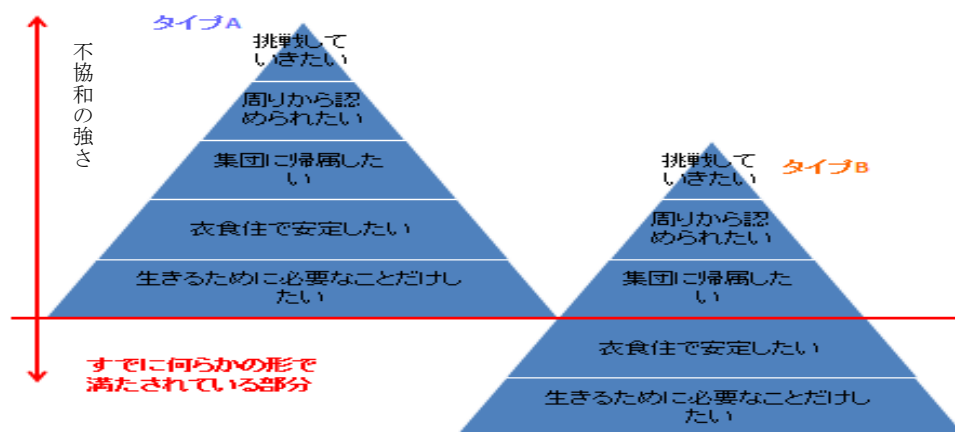 タイプA
不協和の強さ
挑戦して
いきたい
周りから認
められたい
集団に帰属した
い
衣食住で安定したい
生きるために必要なことだけし
たい
タイプB
挑戦して
いきたい
周りから認
められたい
集団に帰属した
い
衣食住で安定したい
生きるために必要なことだけし
たい
すでに何らかの形で
満たされている部分